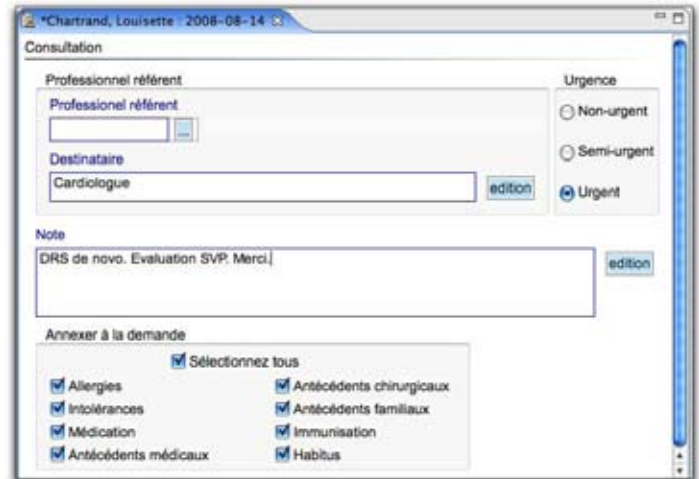 *Chartrand, Louisette : 2008-08-14
Consultation
Professionnel référent
Professionel référent
...
Destinataire
Cardiologue
edition
Urgence
Non-urgent
Semi-urgent
Urgent
Note
DRS de novo. Evaluation SVP. Merci.
edition
Annexer à la demande
Sélectionnez tous
Allergies
Antécédents chirurgicaux
Intolérances
Antécédents familiaux
Médication
Immunisation
Antécédents médicaux
Habitus